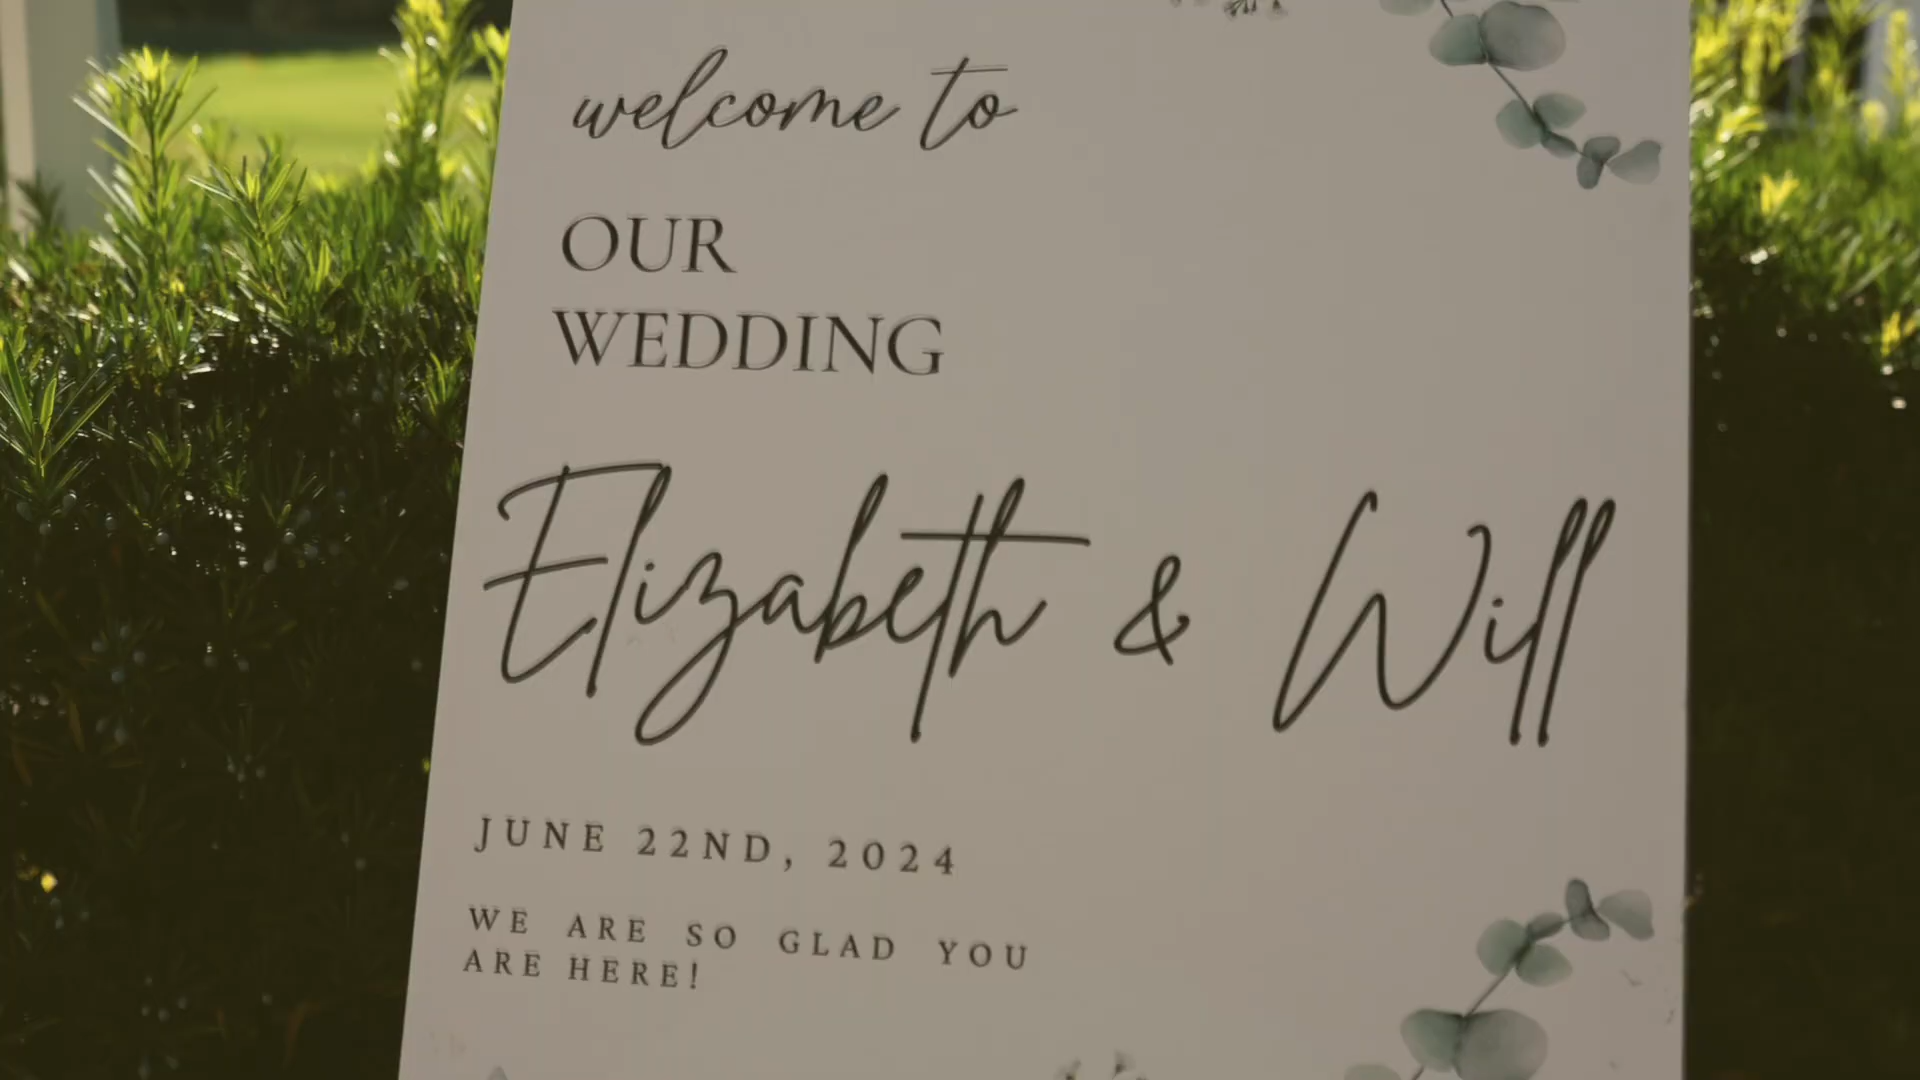 welcome to
OUR
WEDDING
Elizabeth & Will
JUNE 22ND, 2024
WE ARE SO GLAD YOU
ARE HERE!